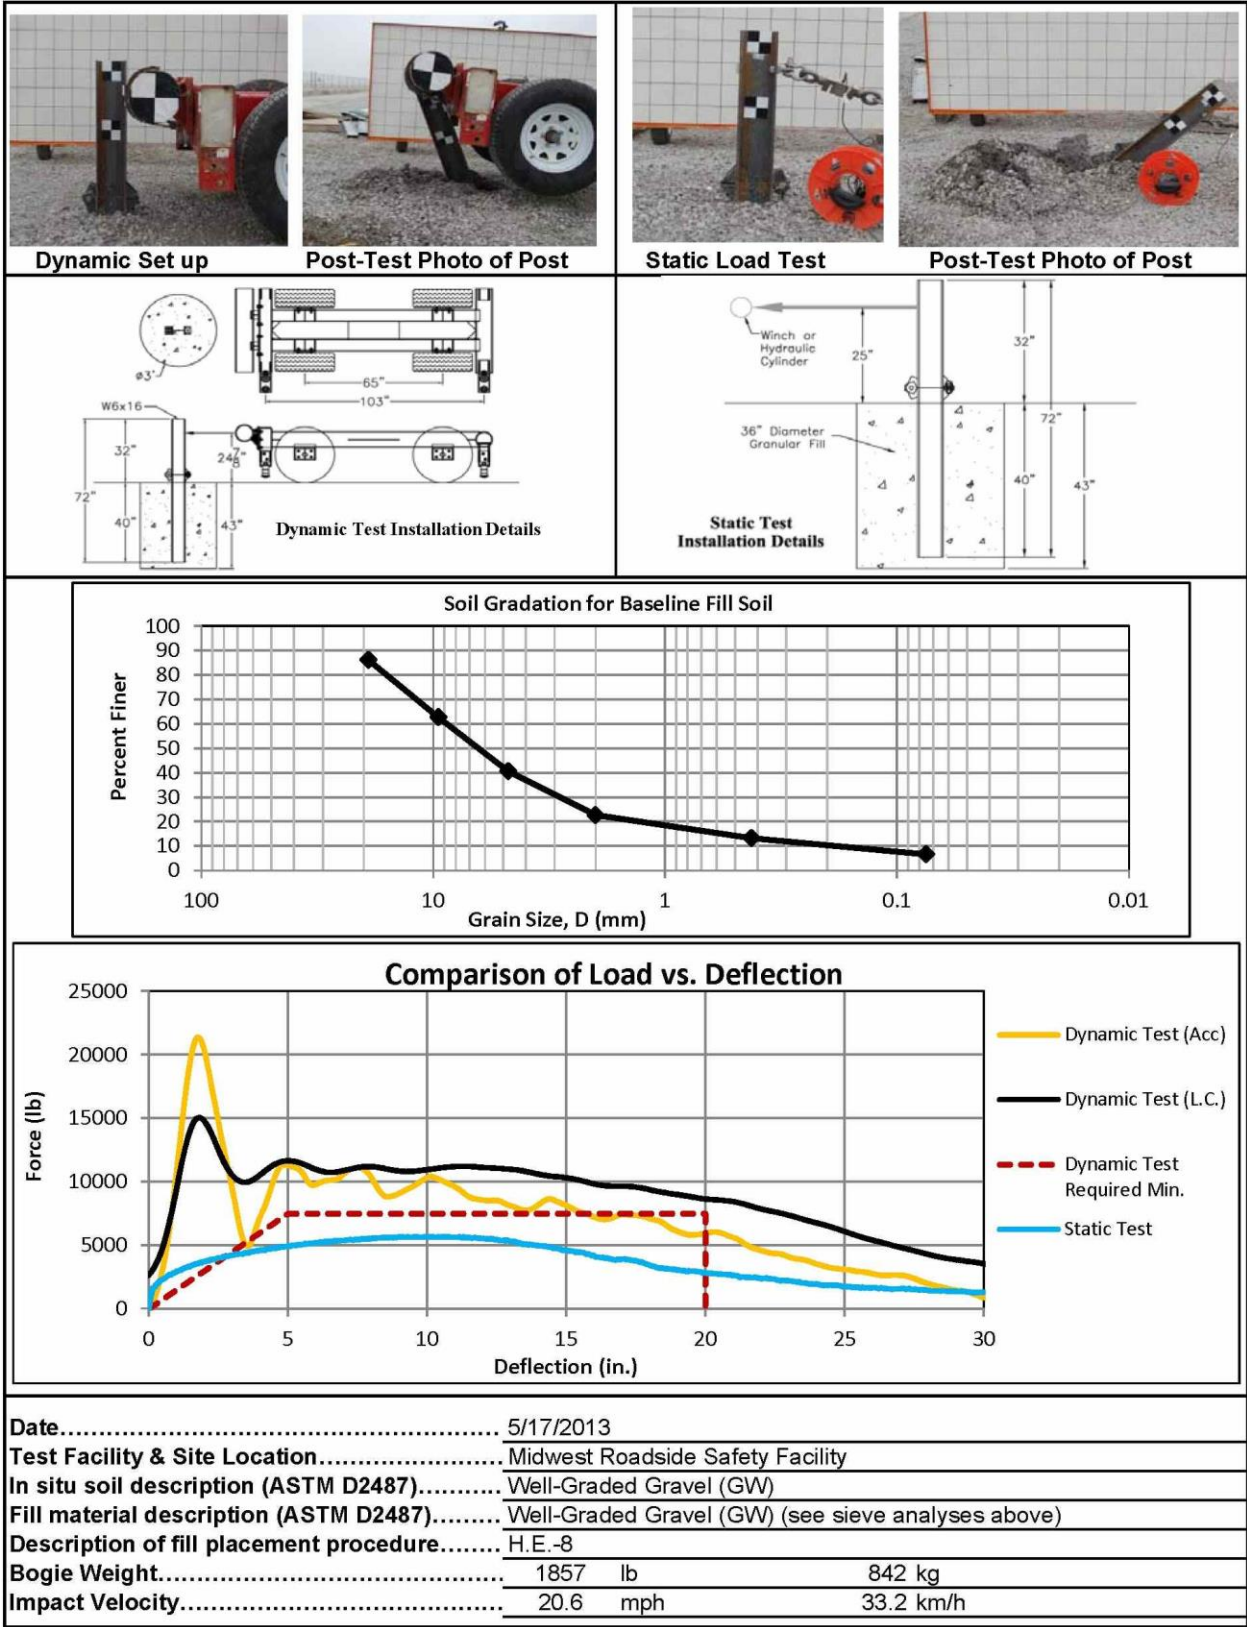 Dynamic Set up
Post-Test Photo of Post
Static Load Test
Post-Test Photo of Post
ø3'
65"
103"
W6x16
32"
24 7/8"
72"
40"
43"
Dynamic Test Installation Details
Winch or
Hydraulic
Cylinder
25"
32"
36" Diameter
Granular Fill
72"
40"
43"
Static Test
Installation Details
Soil Gradation for Baseline Fill Soil
Percent Finer
100
90
80
70
60
50
40
30
20
10
0
100
10
1
0.1
0.01
Grain Size, D (mm)
Comparison of Load vs. Deflection
Force (lb)
25000
20000
15000
10000
5000
0
0
5
10
15
20
25
30
Deflection (in.)
Dynamic Test (Acc)
Dynamic Test (L.C.)
Dynamic Test
Required Min.
Static Test
Date.................................................... 5/17/2013
Test Facility & Site Location..................... Midwest Roadside Safety Facility
In situ soil description (ASTM D2487).......... Well-Graded Gravel (GW)
Fill material description (ASTM D2487)........ Well-Graded Gravel (GW) (see sieve analyses above)
Description of fill placement procedure....... H.E.-8
Bogie Weight......................................... 1857 lb 842 kg
Impact Velocity....................................... 20.6 mph 33.2 km/h